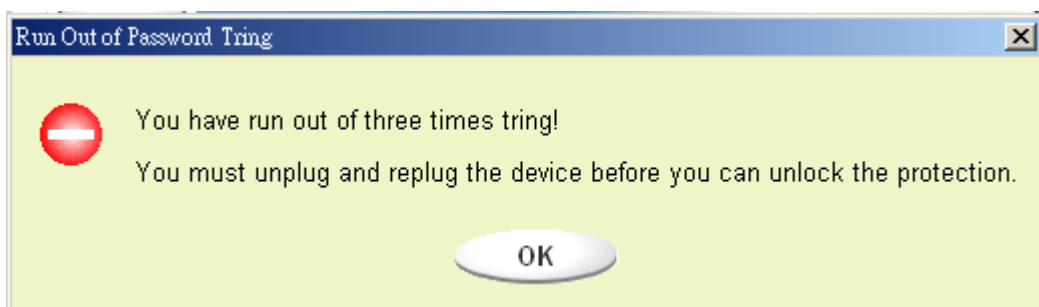 Run Out of Password Tring
You have run out of three times tring!
You must unplug and replug the device before you can unlock the protection.
OK